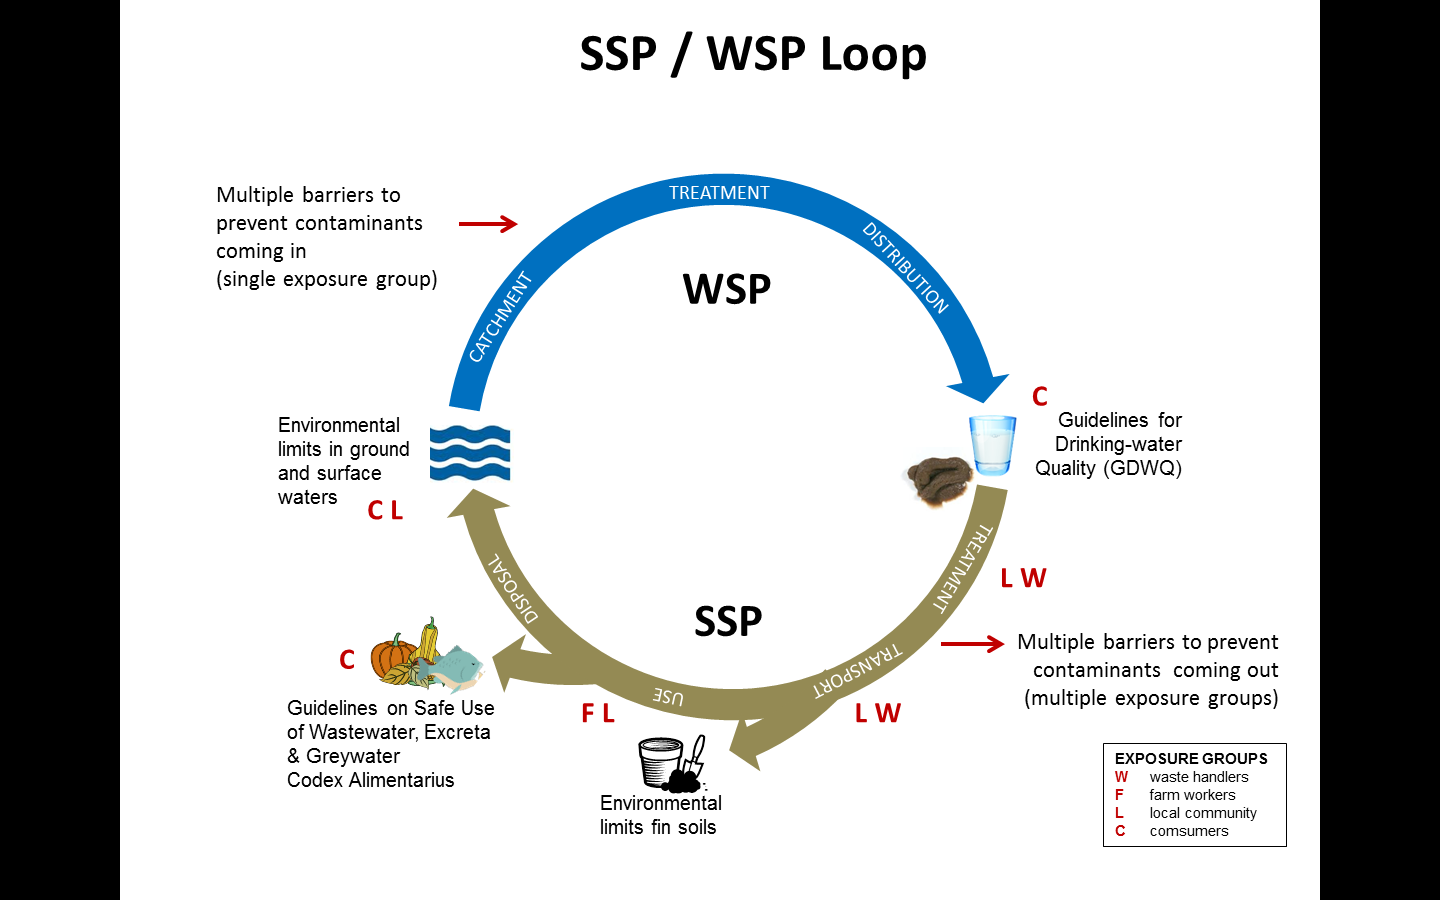 SSP / WSP Loop
Multiple barriers to
prevent contaminants
coming in
(single exposure group)
TREATMENT
DISTRIBUTION
CATCHMENT
WSP
C
Guidelines for
Drinking-water
Quality (GDWQ)
Environmental
limits in ground
and surface
waters
C L
TREATMENT
L W
DISPOSAL
SSP
Multiple barriers to prevent
contaminants coming out
(multiple exposure groups)
TRANSPORT
L W
USE
F L
C
Guidelines on Safe Use
of Wastewater, Excreta
& Greywater
Codex Alimentarius
Environmental
limits fin soils
EXPOSURE GROUPS
W waste handlers
F farm workers
L local community
C comsumers